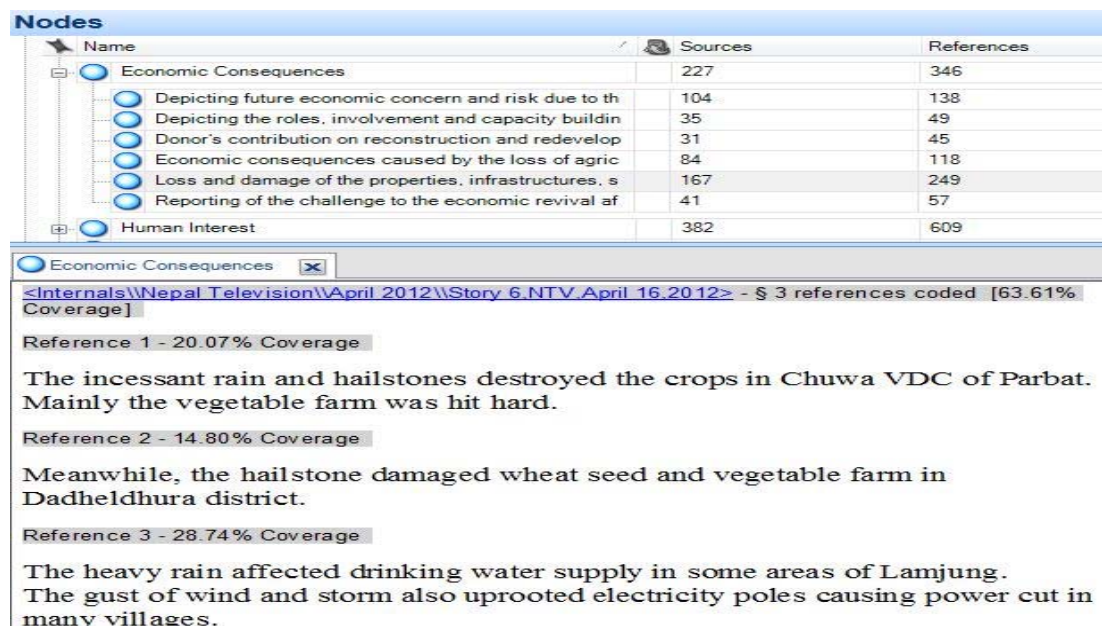 Nodes
Name Sources References
Economic Consequences 227 346
Depicting future economic concern and risk due to th 104 138
Depicting the roles, involvement and capacity buildin 35 49
Donor's contribution on reconstruction and redevelop 31 45
Economic consequences caused by the loss of agric 84 118
Loss and damage of the properties, infrastructures, s 167 249
Reporting of the challenge to the economic revival af 41 57
Human Interest 382 609
Economic Consequences
<Internals\\Nepal Television\\April 2012\\Story 6,NTV,April 16,2012> - § 3 references coded [63.61%
Coverage]
Reference 1 - 20.07% Coverage
The incessant rain and hailstones destroyed the crops in Chuwa VDC of Parbat.
Mainly the vegetable farm was hit hard.
Reference 2 - 14.80% Coverage
Meanwhile, the hailstone damaged wheat seed and vegetable farm in
Dadheldhura district.
Reference 3 - 28.74% Coverage
The heavy rain affected drinking water supply in some areas of Lamjung.
The gust of wind and storm also uprooted electricity poles causing power cut in
many villages.